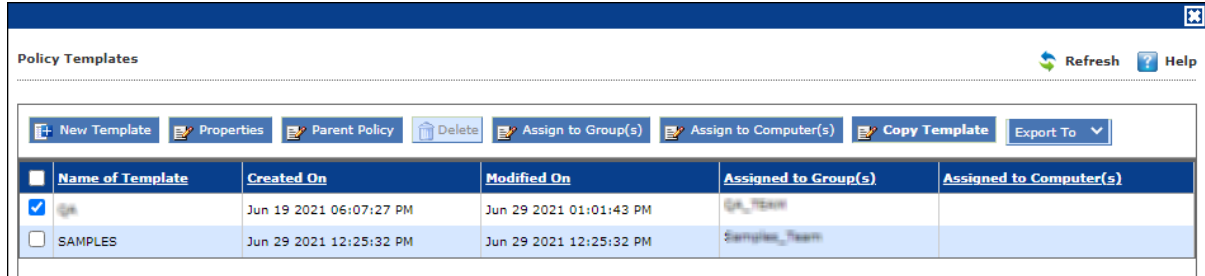 Policy Templates Refresh Help
New Template Properties Parent Policy Delete Assign to Group(s) Assign to Computer(s) Copy Template Export To
Name of Template Created On Modified On Assigned to Group(s) Assigned to Computer(s)
QA Jun 19 2021 06:07:27 PM Jun 29 2021 01:01:43 PM QA_TEAM
SAMPLES Jun 29 2021 12:25:32 PM Jun 29 2021 12:25:32 PM Samples_Team